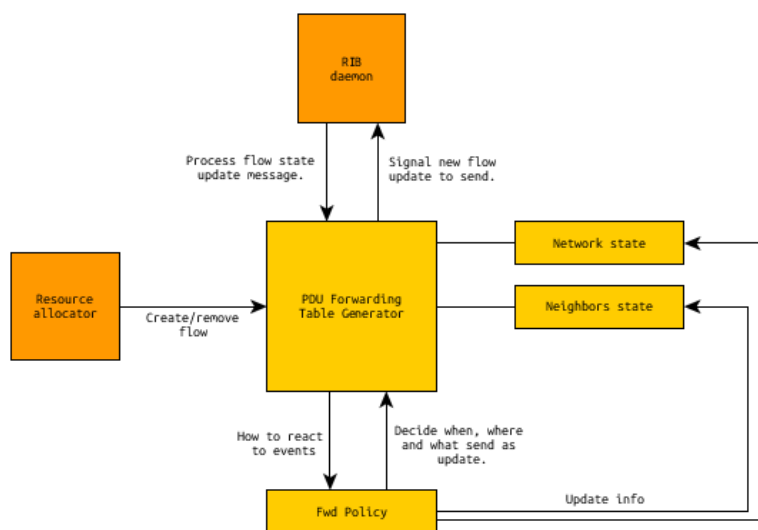 RIB
daemon
Process flow state
update message.
Signal new flow
update to send.
Network state
Resource
allocator
Create/remove
flow
PDU Forwarding
Table Generator
Neighbors state
How to react
to events
Decide when, where
and what send as
update.
Update info
Fwd Policy